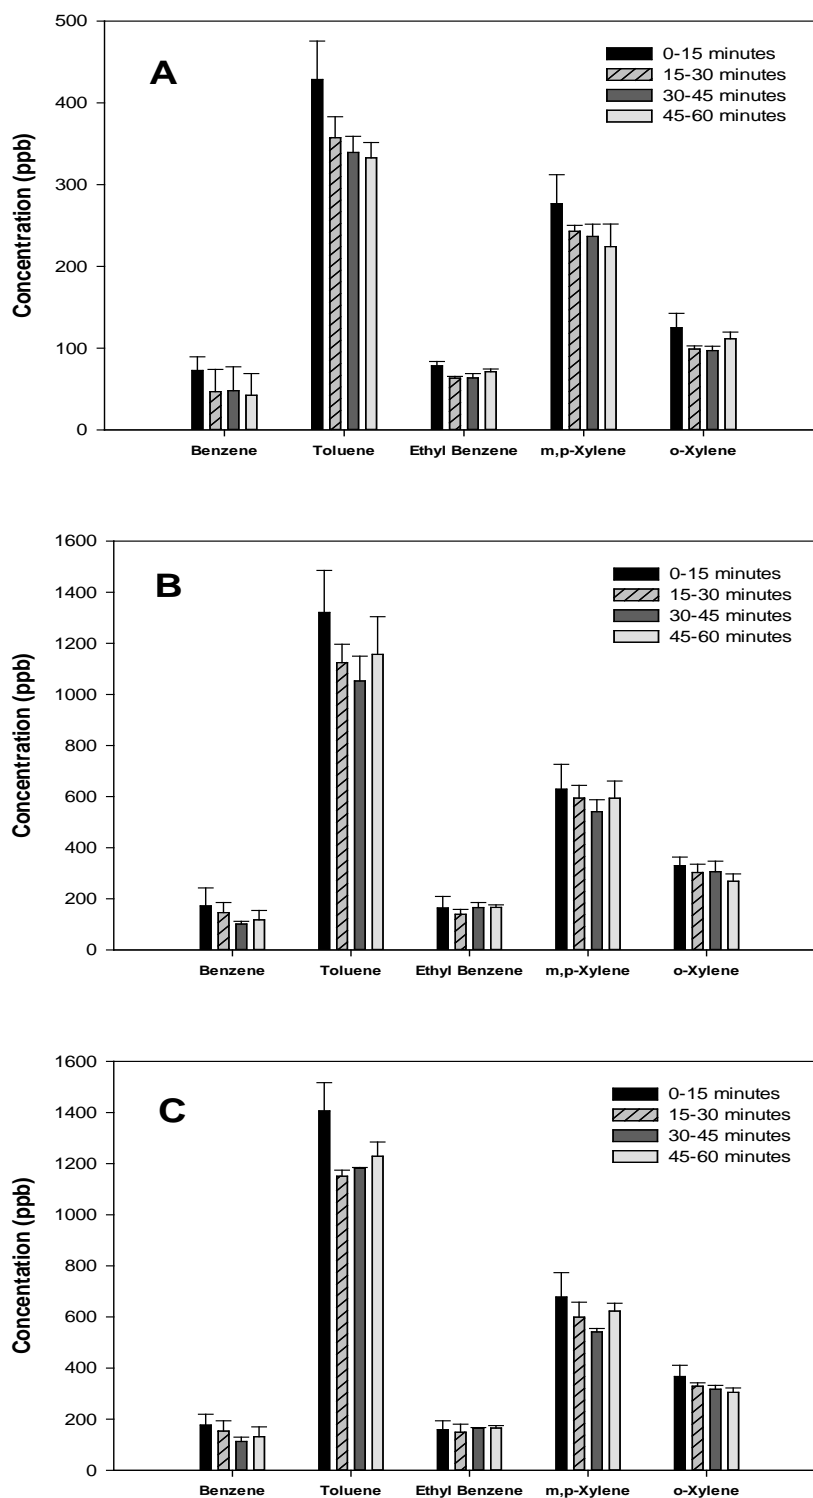 A
0-15 minutes
15-30 minutes
30-45 minutes
45-60 minutes
Concentration (ppb)
500
400
300
200
100
0
Benzene Toluene Ethyl Benzene m,p-Xylene o-Xylene
B
0-15 minutes
15-30 minutes
30-45 minutes
45-60 minutes
Concentration (ppb)
1600
1400
1200
1000
800
600
400
200
0
Benzene Toluene Ethyl Benzene m,p-Xylene o-Xylene
C
0-15 minutes
15-30 minutes
30-45 minutes
45-60 minutes
Concentation (ppb)
1600
1400
1200
1000
800
600
400
200
0
Benzene Toluene Ethyl Benzene m,p-Xylene o-Xylene